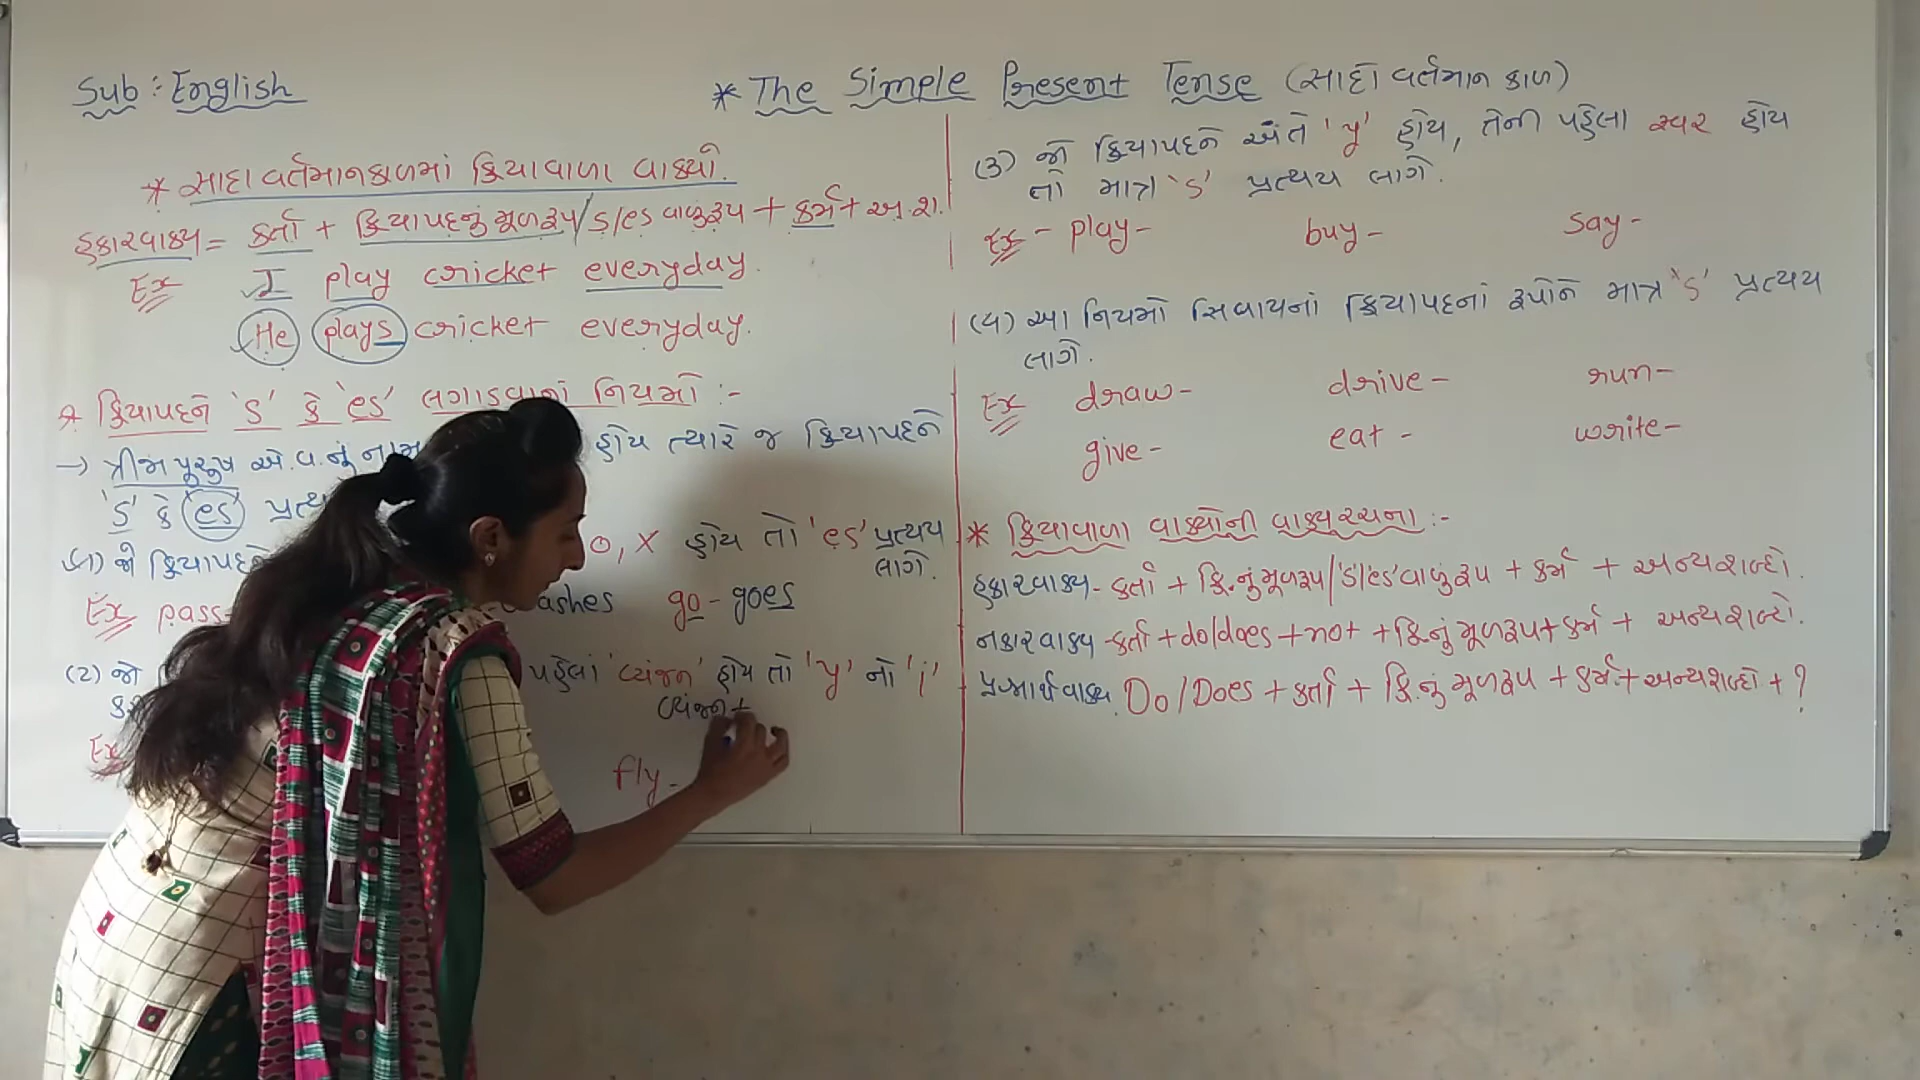 Sub : English
* The Simple Present Tense (સાદો વર્તમાન કાળ)
* સાદા વર્તમાનકાળમાં ક્રિયાવાળા વાક્યો.
હકારવાક્ય = કર્તા + ક્રિયાપદનું મૂળરૂપ/s/es વાળુંરૂપ + કર્મ + અ.શ.
Ex I play cricket everyday.
He plays cricket everyday.
* ક્રિયાપદને 's' કે 'es' લગાડવાનાં નિયમો :-
→ ત્રીજો પુરુષ એ.વ.નું નામ હોય ત્યારે જ ક્રિયાપદને
's' કે 'es'
(૧) જો ક્રિયાપદને o, x હોય તો 'es' પ્રત્યય
લાગે.
Ex pass- go - goes
(૨) જો પહેલાં 'વ્યંજન' હોય તો 'y' નો 'i'
વ્યંજન +
Ex fly -
(૩) જો ક્રિયાપદને અંતે 'y' હોય, તેની પહેલા સ્વર હોય
તો માત્ર 's' પ્રત્યય લાગે.
Ex - play - buy - say -
(૪) આ નિયમો સિવાયનાં ક્રિયાપદનાં રૂપોને માત્ર 's' પ્રત્યય
લાગે.
Ex draw - drive - run -
give - eat - write -
* ક્રિયાવાળા વાક્યોની વાક્યરચના :-
હકારવાક્ય - કર્તા + ક્રિ.નું મૂળરૂપ/'s'/'es' વાળું રૂપ + કર્મ + અન્યશબ્દો.
નકારવાક્ય - કર્તા + do/does + not + ક્રિ.નું મૂળરૂપ + કર્મ + અન્યશબ્દો.
પ્રશ્નાર્થવાક્ય Do/Does + કર્તા + ક્રિ.નું મૂળરૂપ + કર્મ + અન્યશબ્દો + ?